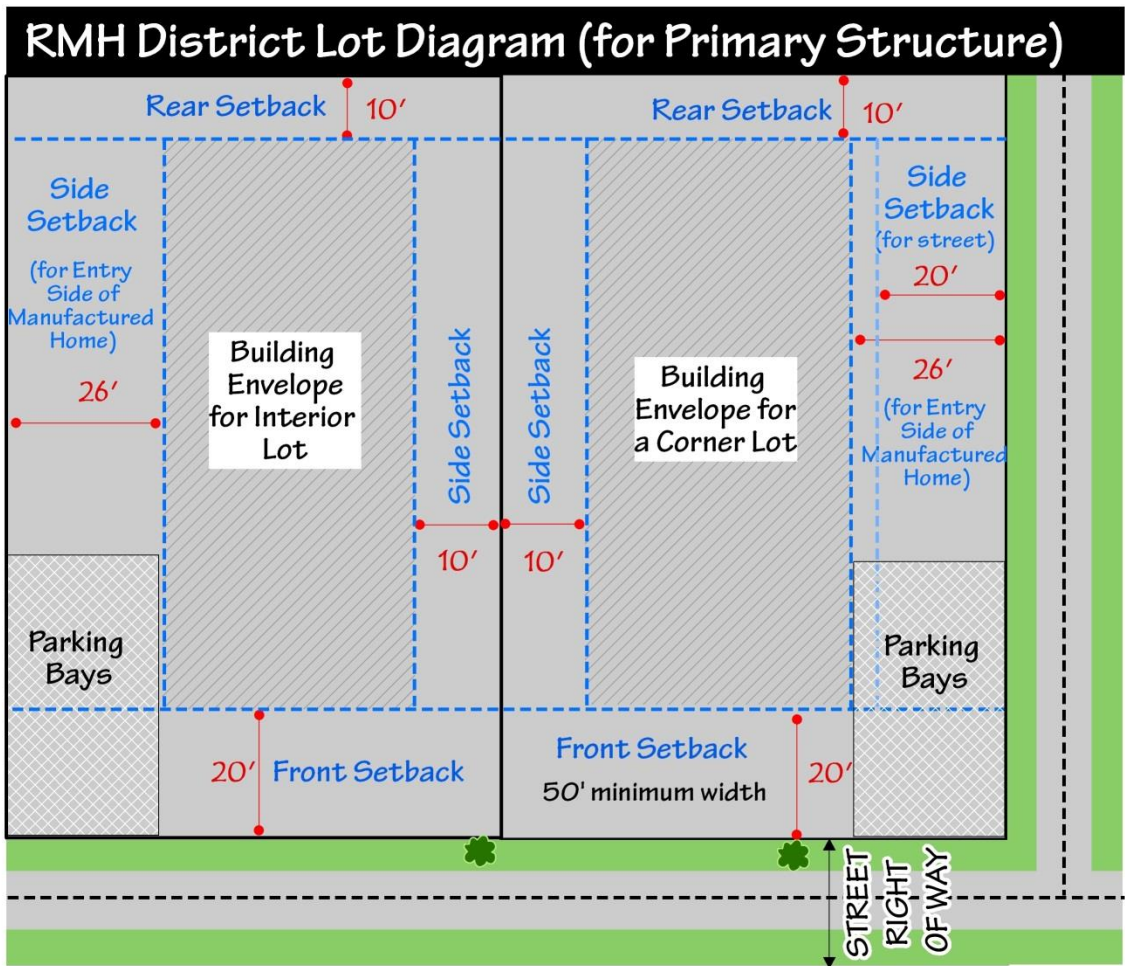 RMH District Lot Diagram (for Primary Structure)
Rear Setback
10'
Rear Setback
10'
Side
Setback
(for Entry
Side of
Manufactured
Home)
26'
Building
Envelope
for Interior
Lot
Side Setback
10'
Side Setback
10'
Building
Envelope for
a Corner Lot
Side
Setback
(for street)
20'
26'
(for Entry
Side of
Manufactured
Home)
Parking
Bays
Parking
Bays
20'
Front Setback
Front Setback
50' minimum width
20'
STREET
RIGHT
OF WAY